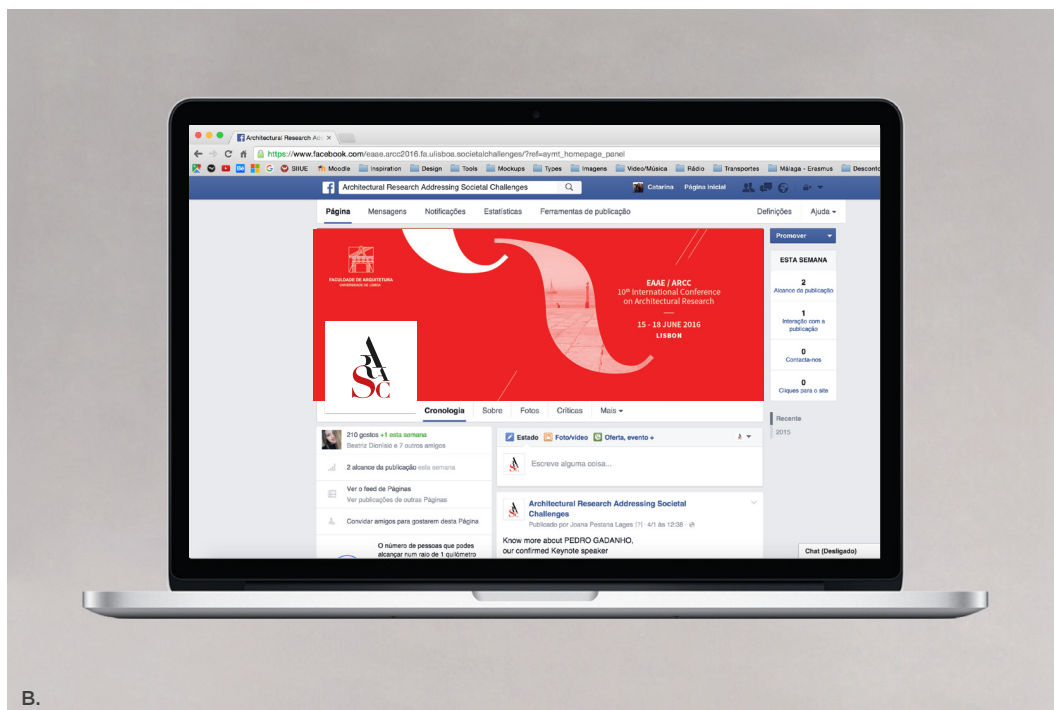 Architectural Research Ad
https://www.facebook.com/eaae.arcc2016.fa.ulisboa.societalchallenges/?ref=aymt_homepage_panel
SIIUE Moodle Inspiration Design Tools Mockups Types Imagens Video/Música Rádio Transportes Málaga - Erasmus Descont
Architectural Research Addressing Societal Challenges
Catarina Página inicial
Página Mensagens Notificações Estatísticas Ferramentas de publicação Definições Ajuda
Promover
ESTA SEMANA
2
Alcance da publicação
1
Interação com a
publicação
0
Contacta-nos
0
Cliques para o site
Recente
2015
FACULDADE DE ARQUITETURA
UNIVERSIDADE DE LISBOA
EAAE / ARCC
10th International Conference
on Architectural Research
15 - 18 JUNE 2016
LISBON
ARASC
Cronologia Sobre Fotos Críticas Mais
210 gostos +1 esta semana
Beatriz Dionísio e 7 outros amigos
2 alcance da publicação esta semana
Ver o feed de Páginas
Ver publicações de outras Páginas
Convidar amigos para gostarem desta Página
O número de pessoas que podes
alcançar num raio de 1 quilómetro
Estado Foto/vídeo Oferta, evento +
Escreve alguma coisa...
Architectural Research Addressing Societal
Challenges
Publicado por Joana Pestana Lages [?] · 4/1 às 12:38 ·
Know more about PEDRO GADANHO,
our confirmed Keynote speaker
Chat (Desligado)
B.